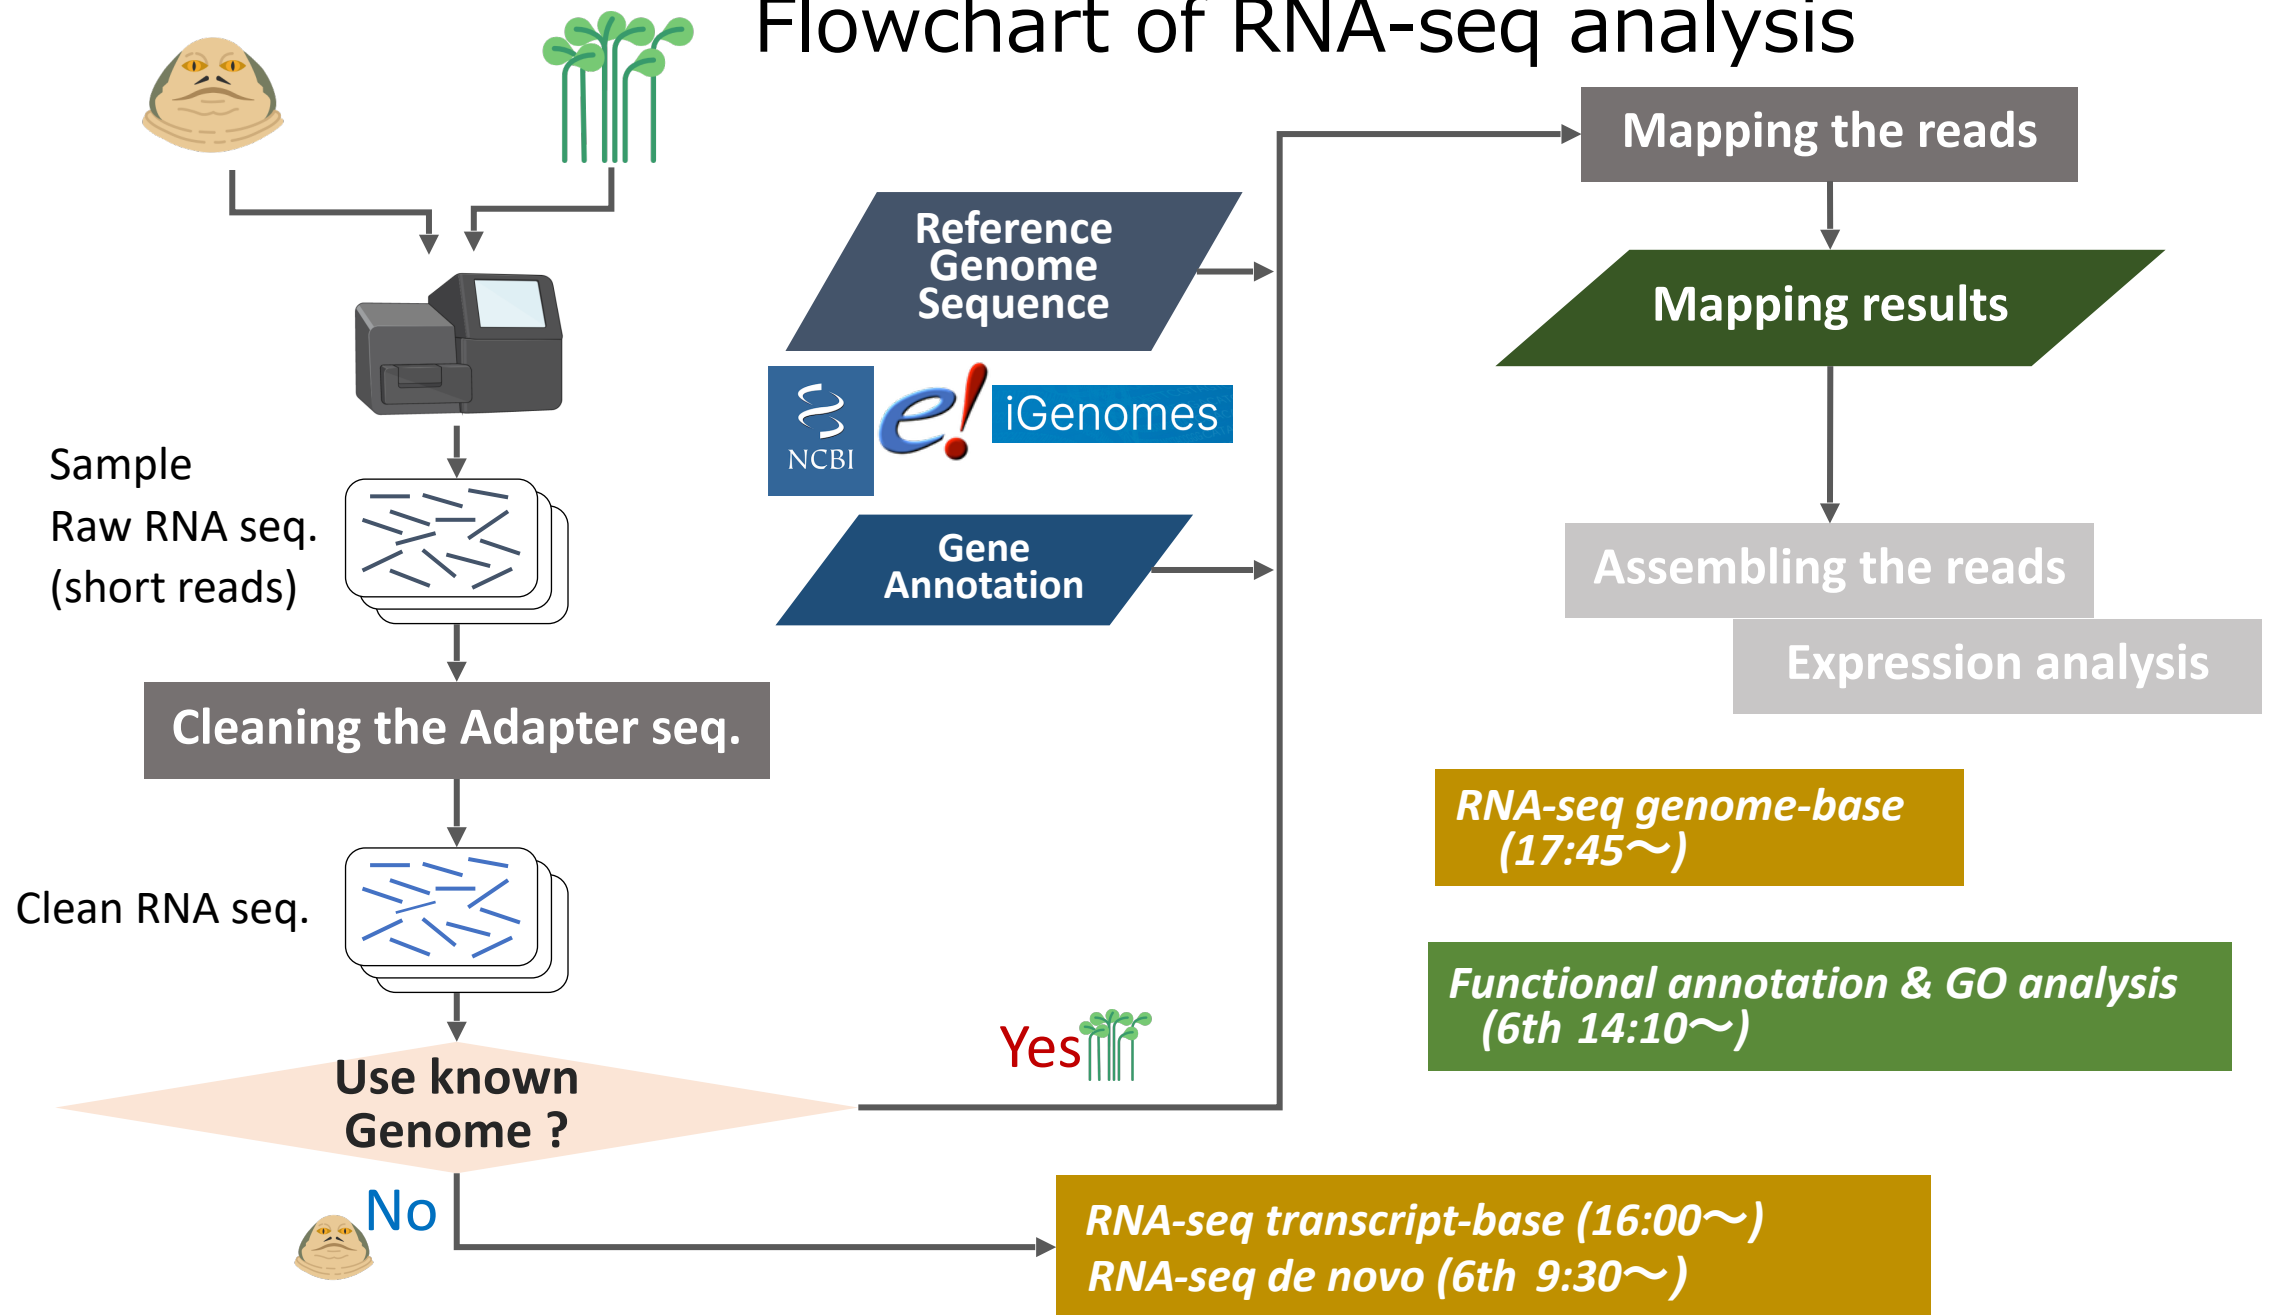 Flowchart of RNA-seq analysis
Mapping the reads
Reference
Genome
Sequence
Mapping results
NCBI
e!
iGenomes
Sample
Raw RNA seq.
(short reads)
Gene
Annotation
Assembling the reads
Expression analysis
Cleaning the Adapter seq.
RNA-seq genome-base
(17:45～)
Clean RNA seq.
Functional annotation & GO analysis
(6th 14:10～)
Yes
Use known
Genome ?
No
RNA-seq transcript-base (16:00～)
RNA-seq de novo (6th 9:30～)